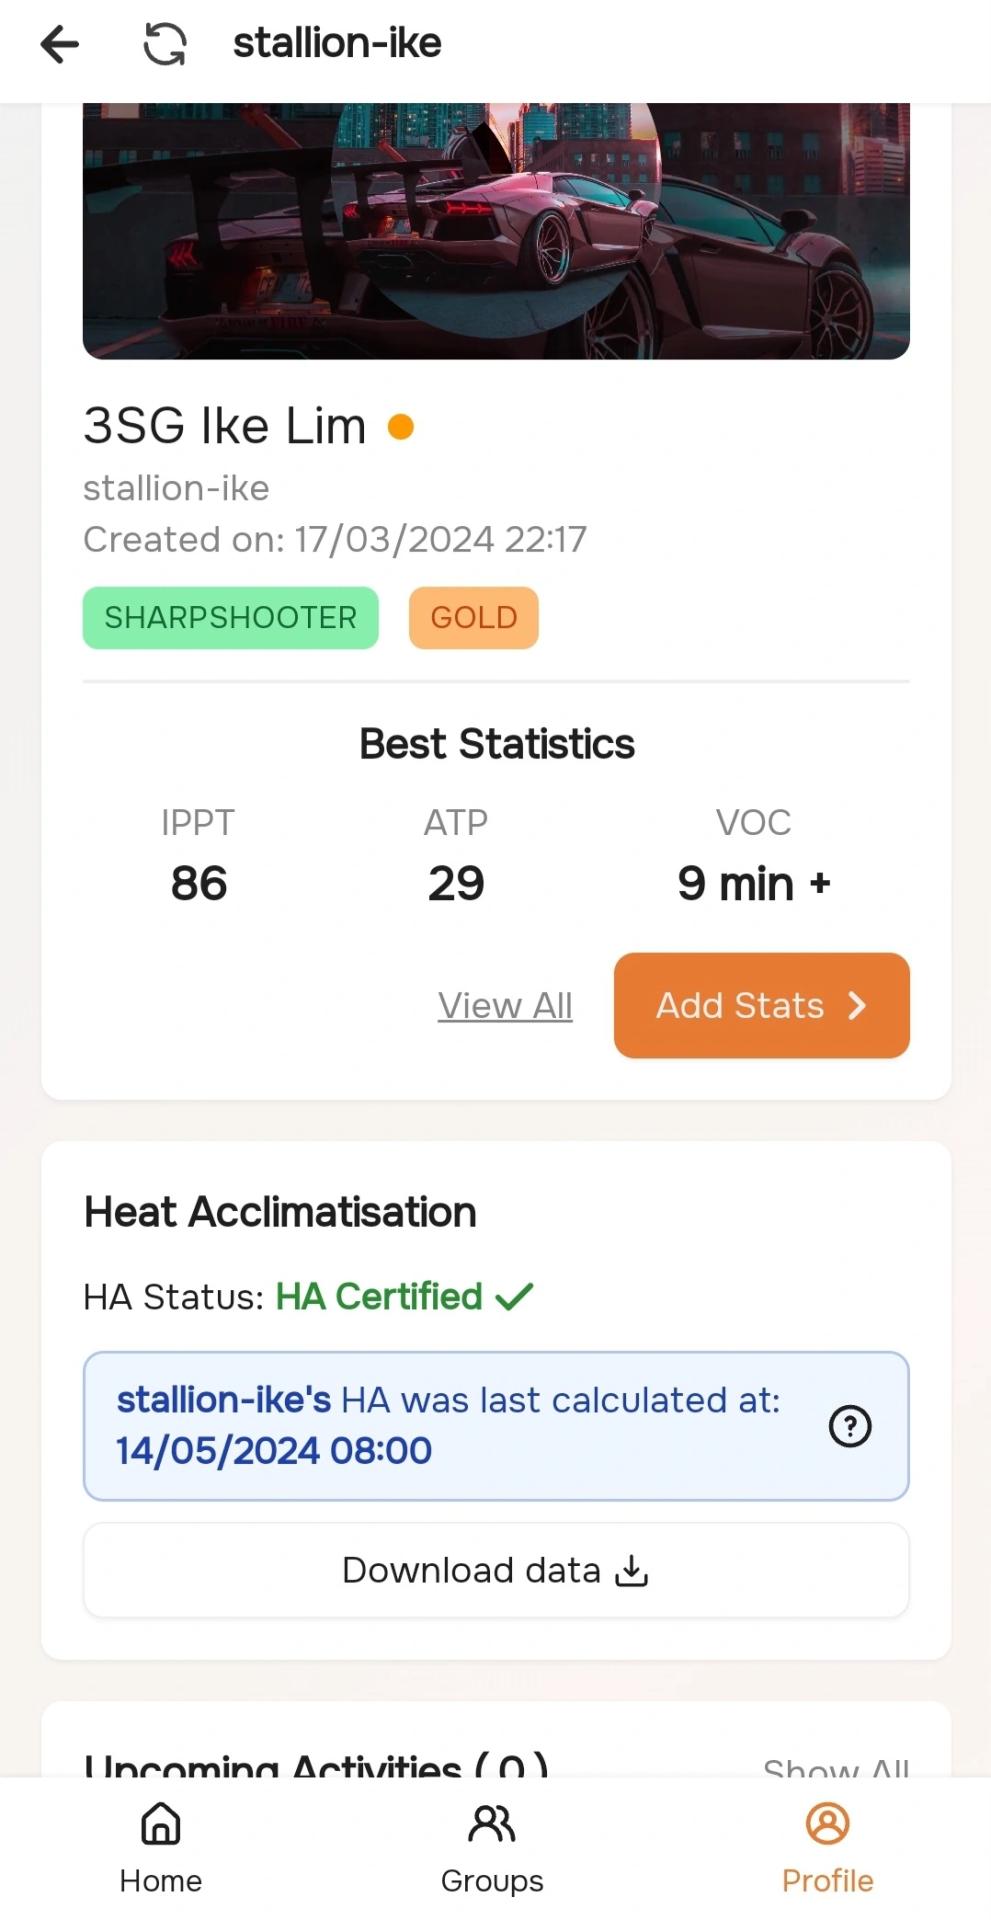 stallion-ike
3SG Ike Lim
stallion-ike
Created on: 17/03/2024 22:17
SHARPSHOOTER GOLD
Best Statistics
IPPT ATP VOC
86 29 9 min +
View All Add Stats
Heat Acclimatisation
HA Status: HA Certified
stallion-ike's HA was last calculated at:
14/05/2024 08:00
Download data
Upcoming Activities ( 0 ) Show All
Home Groups Profile